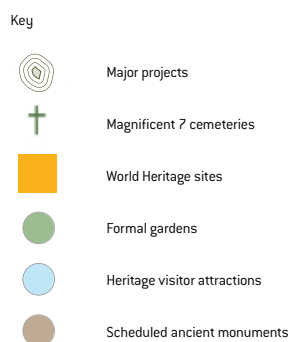 Key
Major projects
Magnificent 7 cemeteries
World Heritage sites
Formal gardens
Heritage visitor attractions
Scheduled ancient monuments